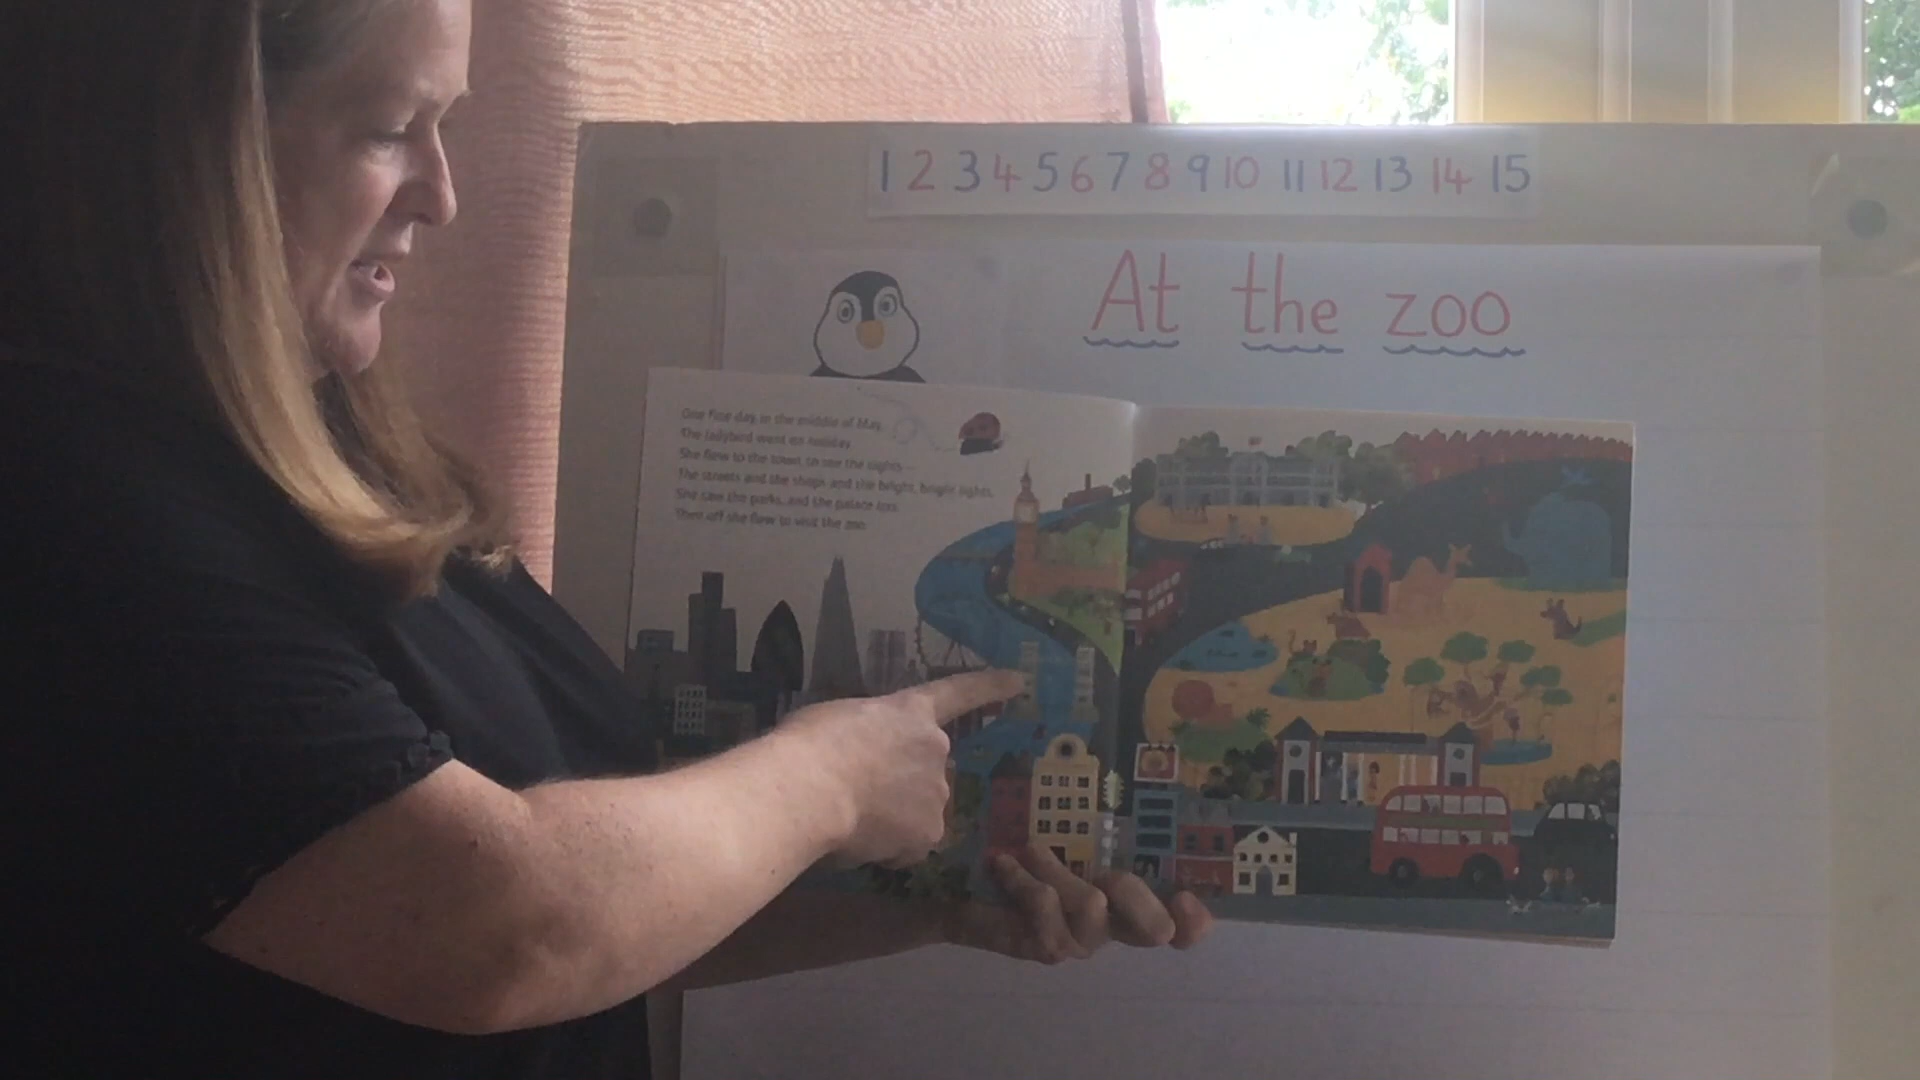 1 2 3 4 5 6 7 8 9 10 11 12 13 14 15
At the zoo
One fine day, in the middle of May,
The ladybird went on holiday.
She flew to the town, to see the sights –
The streets and the shops and the bright, bright lights.
She saw the parks, and the palace too.
Then off she flew to visit the zoo.